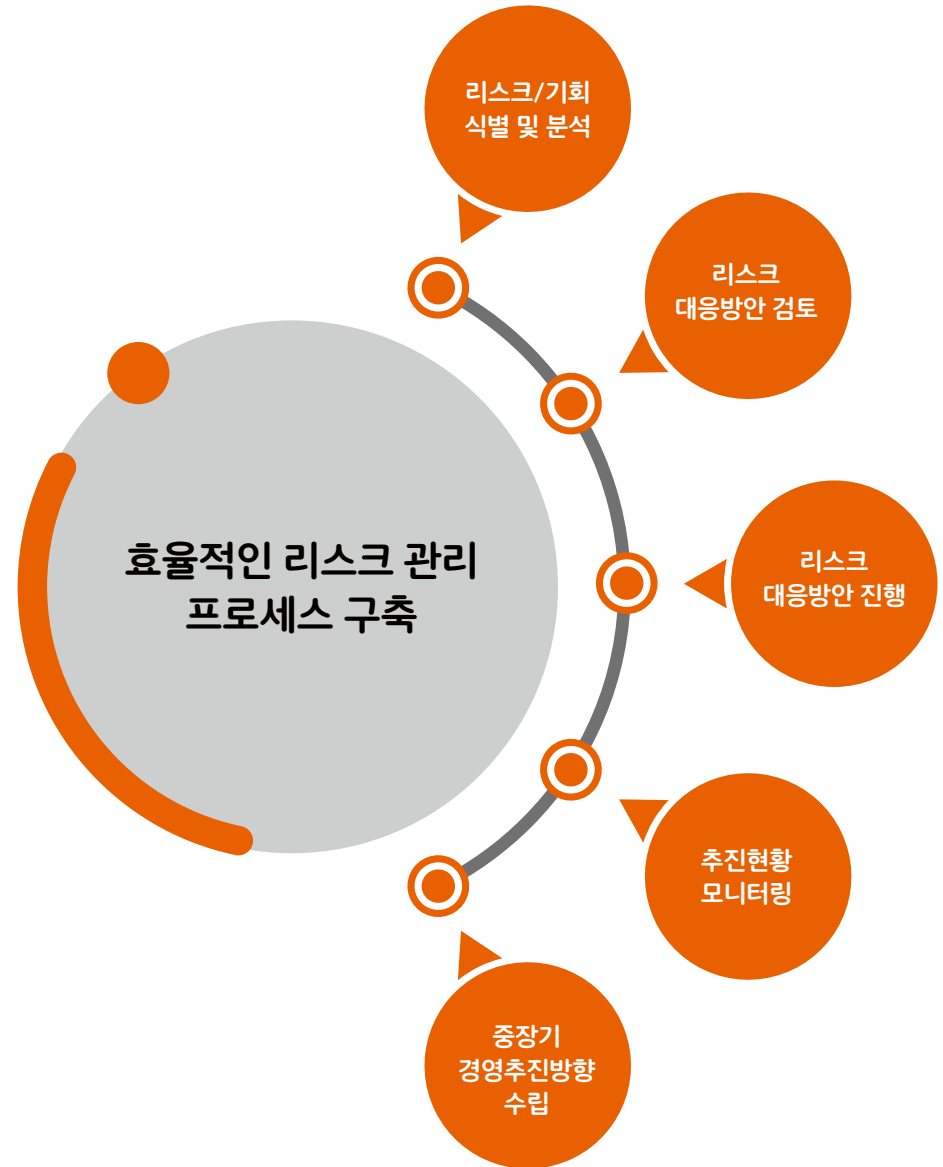 리스크/기회
식별 및 분석
리스크
대응방안 검토
효율적인 리스크 관리
프로세스 구축
리스크
대응방안 진행
추진현황
모니터링
중장기
경영추진방향
수립